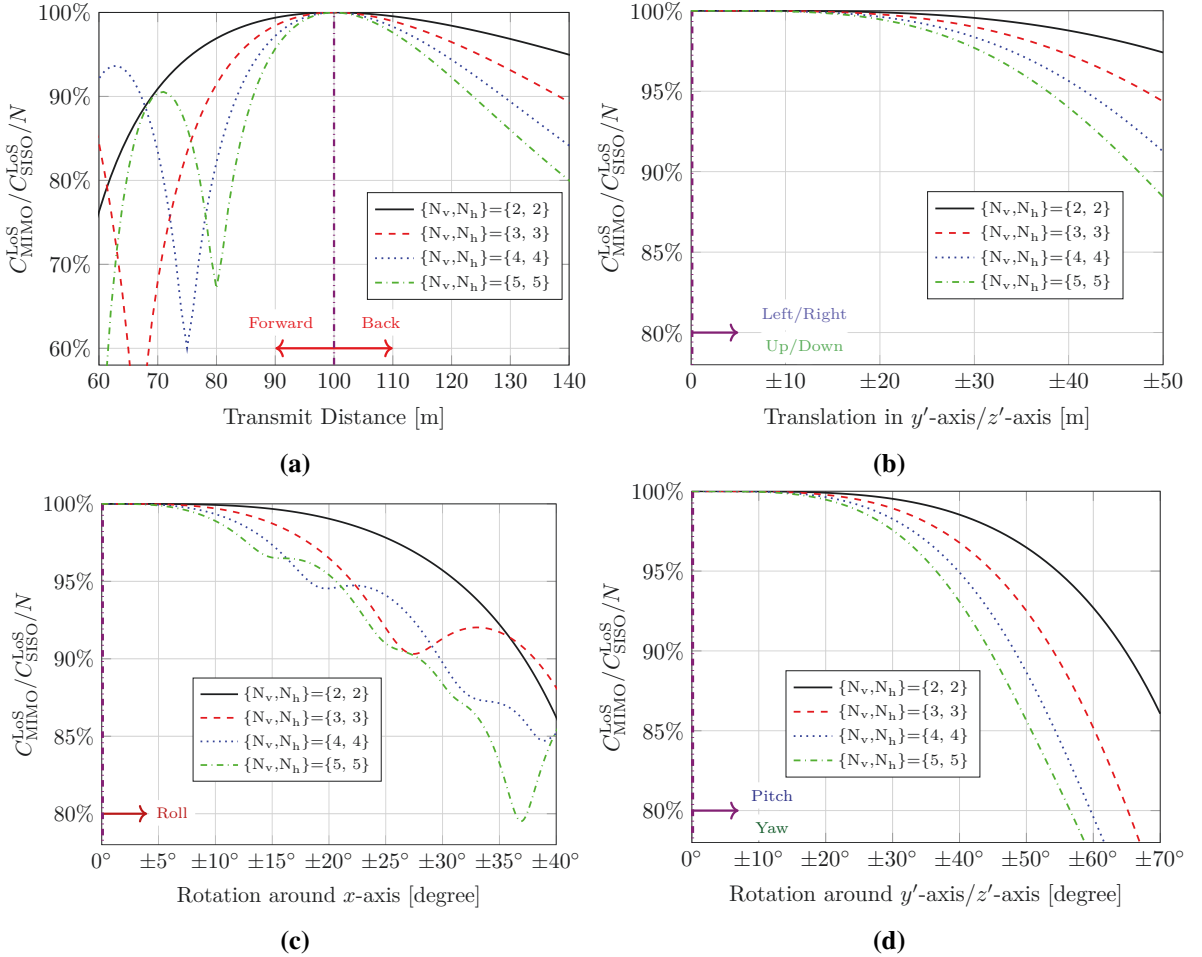 100%
90%
80%
70%
60%
C_MIMO^LoS/C_SISO^LoS/N
{N_v,N_h}={2, 2}
{N_v,N_h}={3, 3}
{N_v,N_h}={4, 4}
{N_v,N_h}={5, 5}
Forward Back
60 70 80 90 100 110 120 130 140
Transmit Distance [m]
(a)
100%
95%
90%
85%
80%
C_MIMO^LoS/C_SISO^LoS/N
{N_v,N_h}={2, 2}
{N_v,N_h}={3, 3}
{N_v,N_h}={4, 4}
{N_v,N_h}={5, 5}
Left/Right
Up/Down
0 ±10 ±20 ±30 ±40 ±50
Translation in y′-axis/z′-axis [m]
(b)
100%
95%
90%
85%
80%
C_MIMO^LoS/C_SISO^LoS/N
{N_v,N_h}={2, 2}
{N_v,N_h}={3, 3}
{N_v,N_h}={4, 4}
{N_v,N_h}={5, 5}
Roll
0° ±5° ±10° ±15° ±20° ±25° ±30° ±35° ±40°
Rotation around x-axis [degree]
(c)
100%
95%
90%
85%
80%
C_MIMO^LoS/C_SISO^LoS/N
{N_v,N_h}={2, 2}
{N_v,N_h}={3, 3}
{N_v,N_h}={4, 4}
{N_v,N_h}={5, 5}
Pitch
Yaw
0° ±10° ±20° ±30° ±40° ±50° ±60° ±70°
Rotation around y′-axis/z′-axis [degree]
(d)